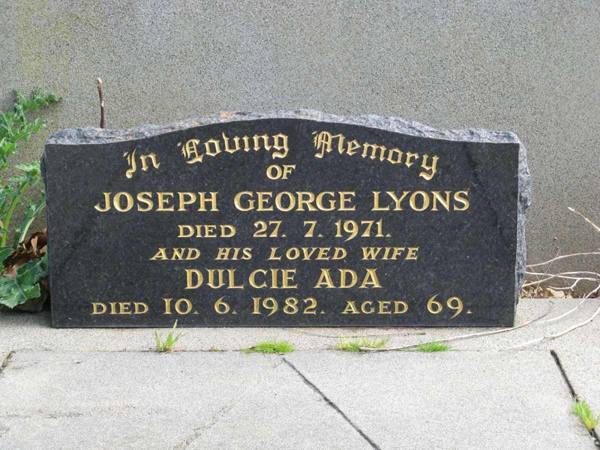 In Loving Memory
OF
JOSEPH GEORGE LYONS
DIED 27. 7. 1971.
AND HIS LOVED WIFE
DULCIE ADA
DIED 10. 6. 1982. AGED 69.